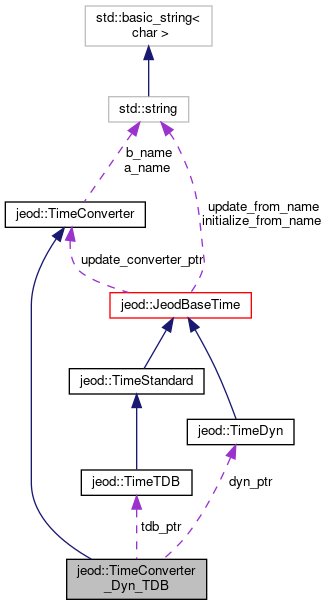 std::basic_string<
char >
std::string
b_name
a_name
update_from_name
initialize_from_name
jeod::TimeConverter
update_converter_ptr
jeod::JeodBaseTime
jeod::TimeStandard
jeod::TimeDyn
jeod::TimeTDB
dyn_ptr
tdb_ptr
jeod::TimeConverter
_Dyn_TDB